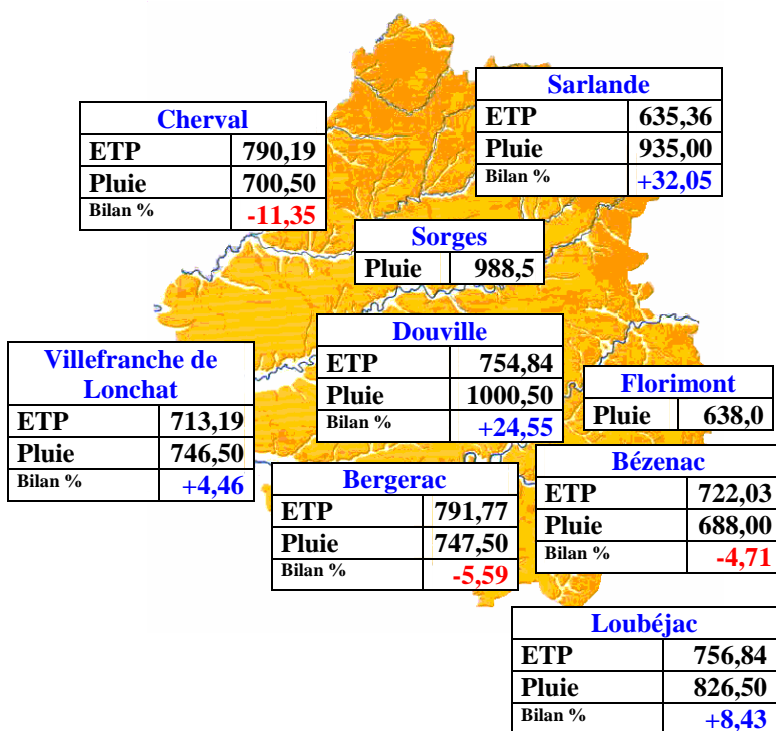 Sarlande
ETP 635,36
Pluie 935,00
Bilan % +32,05
Cherval
ETP 790,19
Pluie 700,50
Bilan % -11,35
Sorges
Pluie 988,5
Douville
ETP 754,84
Pluie 1000,50
Bilan % +24,55
Villefranche de
Lonchat
ETP 713,19
Pluie 746,50
Bilan % +4,46
Florimont
Pluie 638,0
Bézenac
ETP 722,03
Pluie 688,00
Bilan % -4,71
Bergerac
ETP 791,77
Pluie 747,50
Bilan % -5,59
Loubéjac
ETP 756,84
Pluie 826,50
Bilan % +8,43